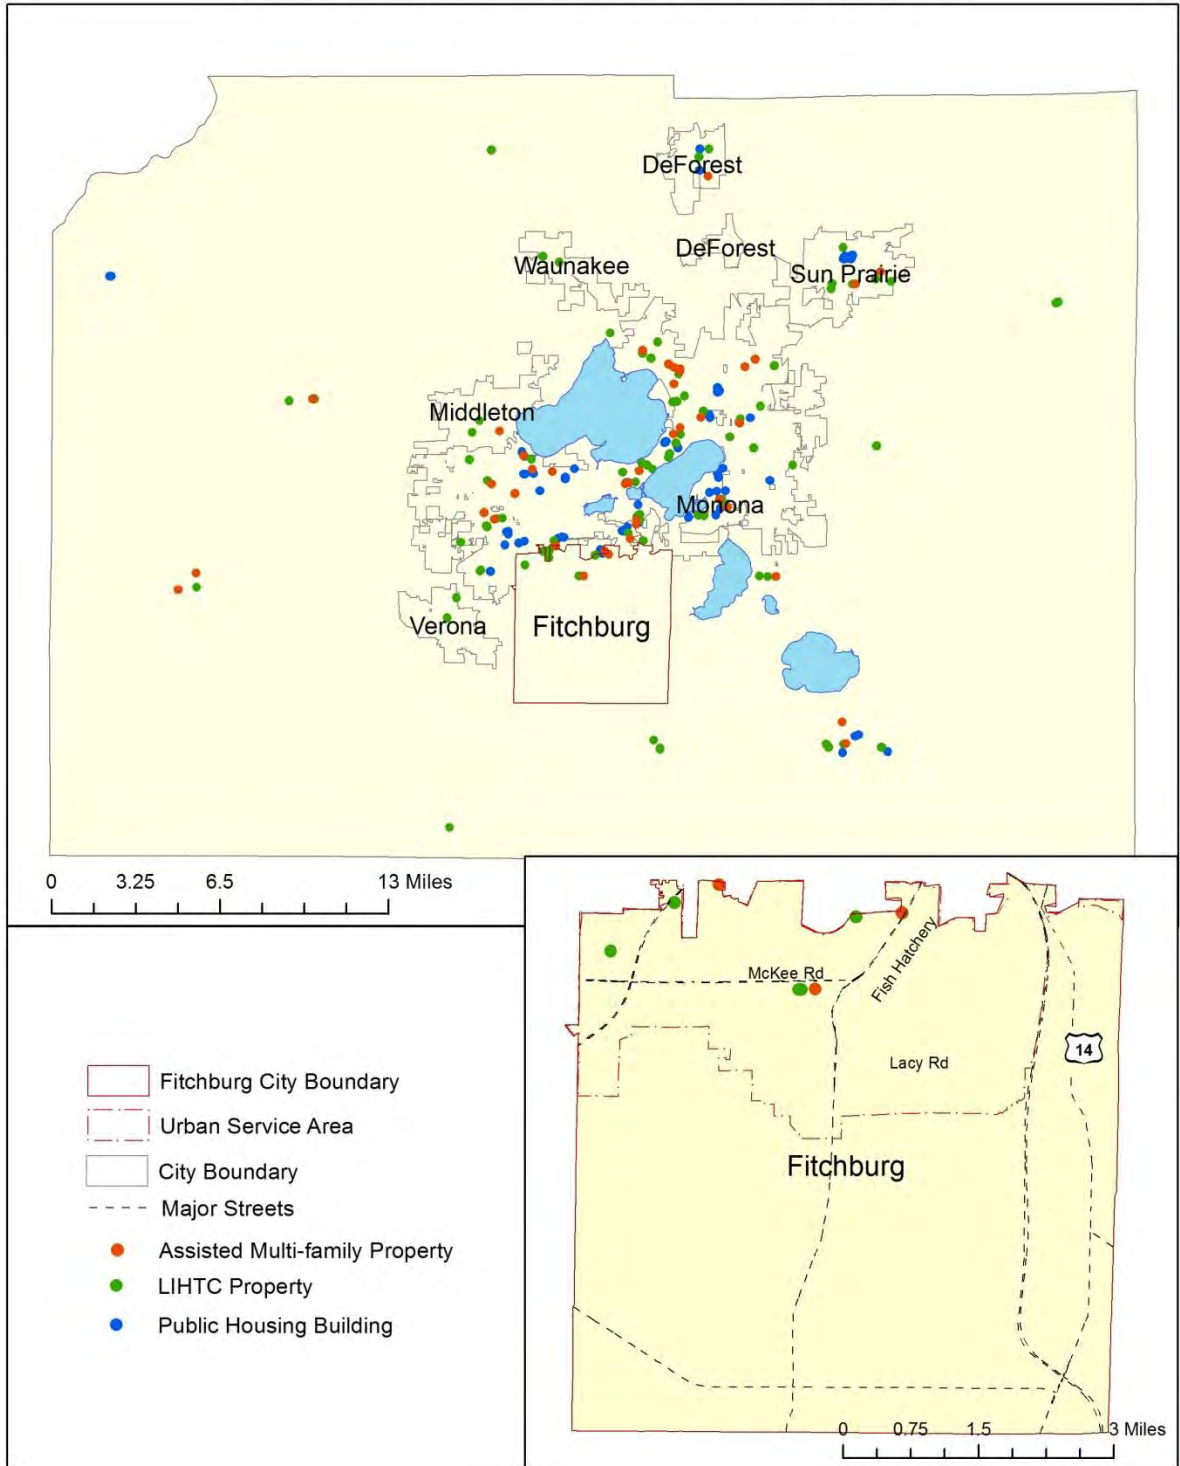 DeForest
DeForest
Waunakee
Sun Prairie
Middleton
Monona
Verona
Fitchburg
0 3.25 6.5 13 Miles
McKee Rd
Fish Hatchery
14
Lacy Rd
Fitchburg
0 0.75 1.5 3 Miles
Fitchburg City Boundary
Urban Service Area
City Boundary
Major Streets
Assisted Multi-family Property
LIHTC Property
Public Housing Building